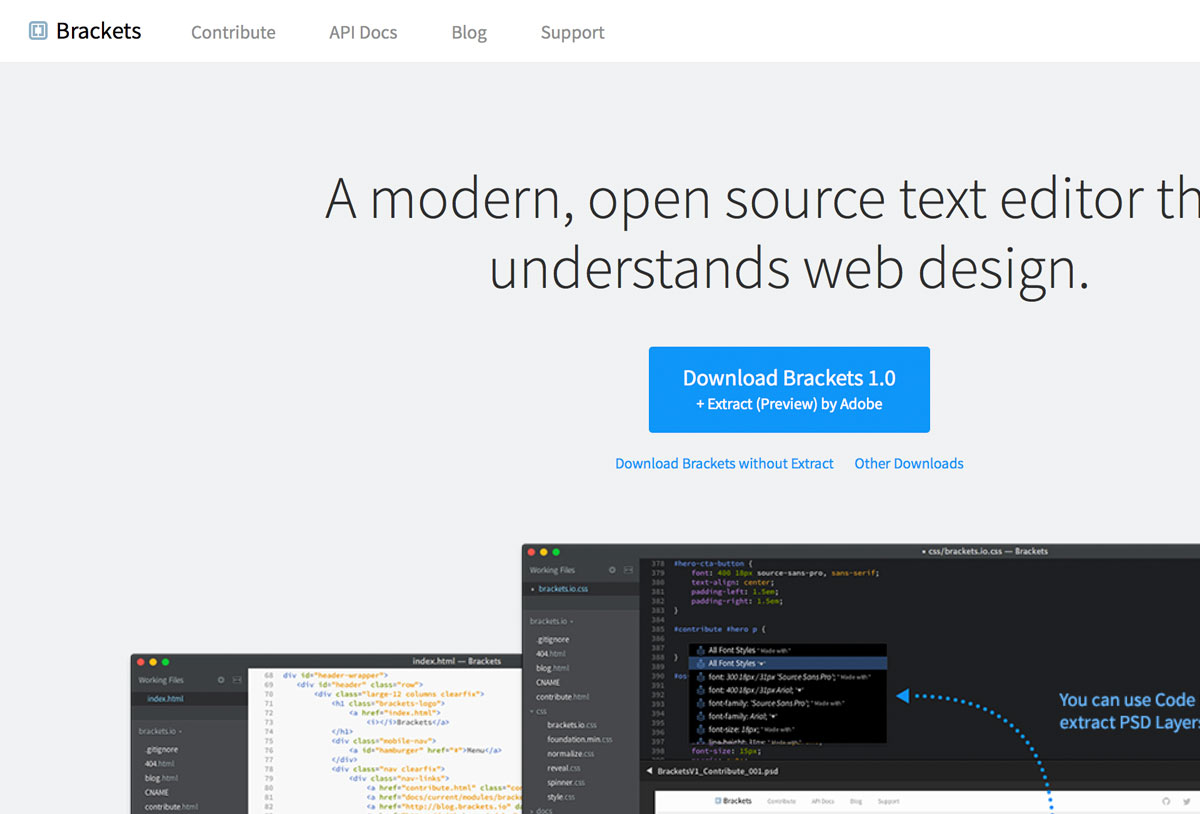 Brackets
Contribute
API Docs
Blog
Support
A modern, open source text editor th
understands web design.
Download Brackets 1.0
+ Extract (Preview) by Adobe
Download Brackets without Extract
Other Downloads
• css/brackets.io.css — Brackets
Working Files
• brackets.io.css
brackets.io
.gitignore
404.html
blog.html
CNAME
contribute.html
css
brackets.io.css
foundation.min.css
normalize.css
reveal.css
spinner.css
style.css
docs
378 #hero-cta-button {
379 font: 400 18px source-sans-pro, sans-serif;
380 text-align: center;
381 padding-left: 1.5em;
382 padding-right: 1.5em;
383 }
384
385 #contribute #hero p {
386
387
388 }
389
390 #os
391
392
393
394
395
396
397
398 font-size: 15px;
All Font Styles "Made with"
All Font Styles
font: 300 18px / 31px 'Source Sans Pro'; "Made with"
font: 400 18px / 31px Arial;
font-family: 'Source Sans Pro'; "Made with"
font-family: Arial;
font-size: 18px; "Made with"
line-height: 31px; "Made with"
You can use Code
extract PSD Layers
BracketsV1_Contribute_001.psd
Brackets
Contribute
API Docs
Blog
Support
index.html — Brackets
Working Files
index.html
brackets.io
.gitignore
404.html
blog.html
CNAME
contribute.html
68 div id="header-wrapper">
69 <div id="header" class="row">
70 <div class="large-12 columns clearfix">
71 <h1 class="brackets-logo">
72 <a href="index.html">
73 <i></i>Brackets</a>
74 </h1>
75 <div class="mobile-nav">
76 <a id="hamburger" href="#">Menu</a>
77 </div>
78 <div class="nav clearfix">
79 <div class="nav-links">
80 <a href="contribute.html" class="con
81 <a href="docs/current/modules/brack
82 <a href="http://blog.brackets.io"